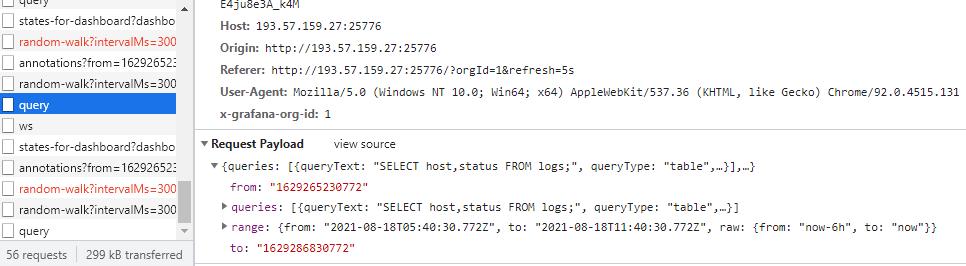 query
states-for-dashboard?dashbo
random-walk?intervalMs=300
annotations?from=162926523
random-walk?intervalMs=300
query
ws
states-for-dashboard?dashbo
annotations?from=162926523
random-walk?intervalMs=300
random-walk?intervalMs=300
query
56 requests
299 kB transferred
E4ju8e3A_k4M
Host: 193.57.159.27:25776
Origin: http://193.57.159.27:25776
Referer: http://193.57.159.27:25776/?orgId=1&refresh=5s
User-Agent: Mozilla/5.0 (Windows NT 10.0; Win64; x64) AppleWebKit/537.36 (KHTML, like Gecko) Chrome/92.0.4515.131
x-grafana-org-id: 1
Request Payload view source
{queries: [{queryText: "SELECT host,status FROM logs;", queryType: "table",…}],…}
from: "1629265230772"
queries: [{queryText: "SELECT host,status FROM logs;", queryType: "table",…}]
range: {from: "2021-08-18T05:40:30.772Z", to: "2021-08-18T11:40:30.772Z", raw: {from: "now-6h", to: "now"}}
to: "1629286830772"